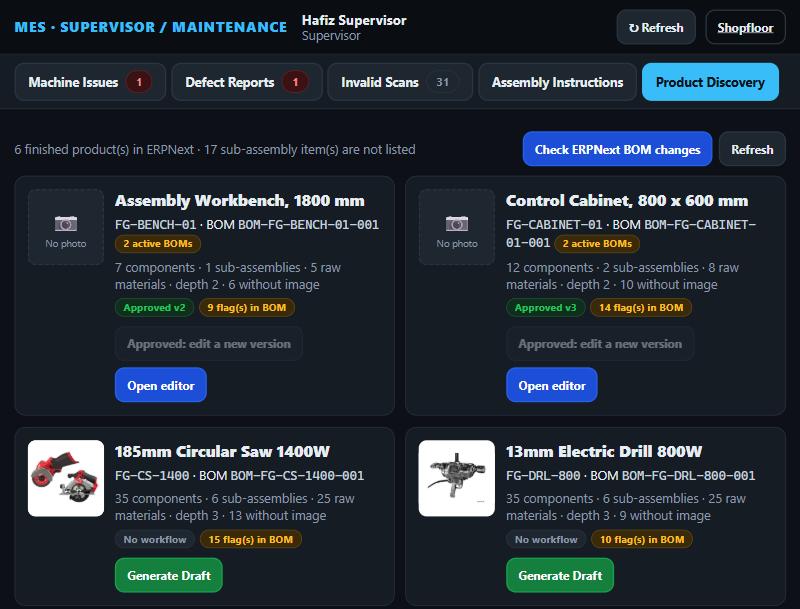 MES · SUPERVISOR / MAINTENANCE
Hafiz Supervisor
Supervisor
↻ Refresh
Shopfloor
Machine Issues 1
Defect Reports 1
Invalid Scans 31
Assembly Instructions
Product Discovery
6 finished product(s) in ERPNext · 17 sub-assembly item(s) are not listed
Check ERPNext BOM changes
Refresh
No photo
Assembly Workbench, 1800 mm
FG-BENCH-01 · BOM BOM-FG-BENCH-01-001
2 active BOMs
7 components · 1 sub-assemblies · 5 raw
materials · depth 2 · 6 without image
Approved v2
9 flag(s) in BOM
Approved: edit a new version
Open editor
No photo
Control Cabinet, 800 x 600 mm
FG-CABINET-01 · BOM BOM-FG-CABINET-
01-001 2 active BOMs
12 components · 2 sub-assemblies · 8 raw
materials · depth 2 · 10 without image
Approved v3
14 flag(s) in BOM
Approved: edit a new version
Open editor
185mm Circular Saw 1400W
FG-CS-1400 · BOM BOM-FG-CS-1400-001
35 components · 6 sub-assemblies · 25 raw
materials · depth 3 · 13 without image
No workflow
15 flag(s) in BOM
Generate Draft
13mm Electric Drill 800W
FG-DRL-800 · BOM BOM-FG-DRL-800-001
35 components · 6 sub-assemblies · 25 raw
materials · depth 3 · 9 without image
No workflow
10 flag(s) in BOM
Generate Draft